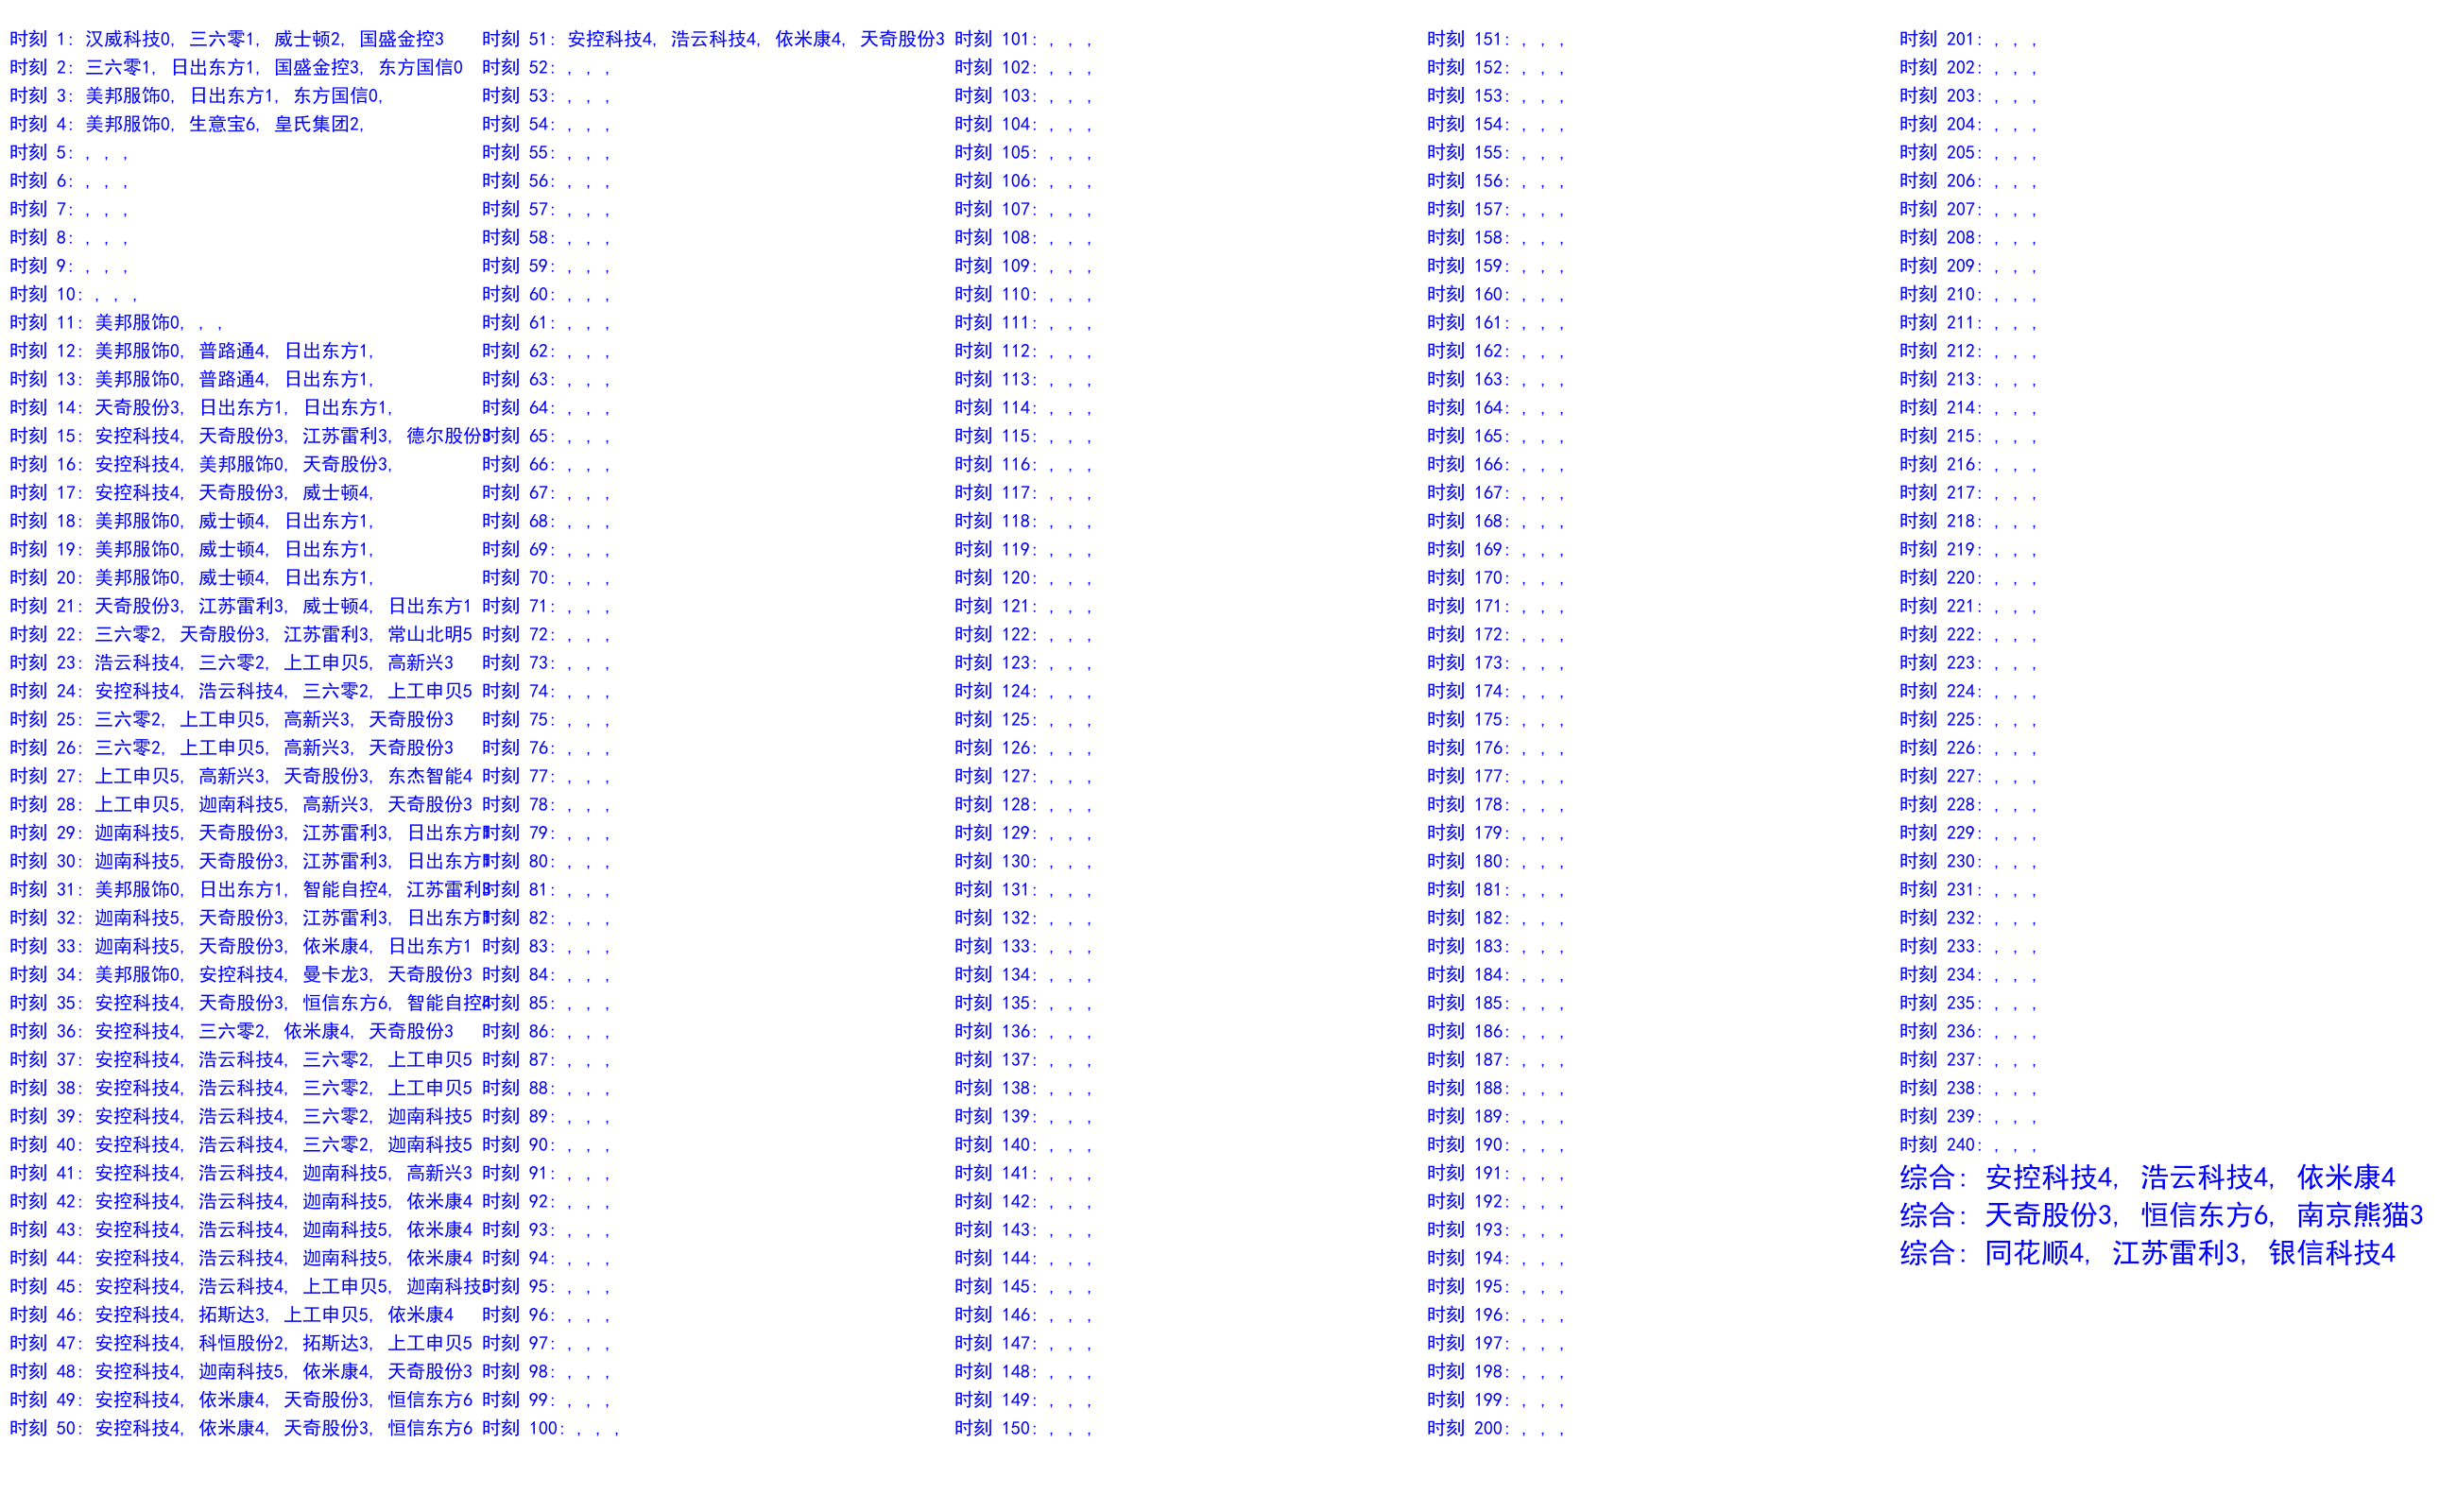 时刻 1: 汉威科技0, 三六零1, 威士顿2, 国盛金控3
时刻 2: 三六零1, 日出东方1, 国盛金控3, 东方国信0
时刻 3: 美邦服饰0, 日出东方1, 东方国信0,
时刻 4: 美邦服饰0, 生意宝6, 皇氏集团2,
时刻 5: , , ,
时刻 6: , , ,
时刻 7: , , ,
时刻 8: , , ,
时刻 9: , , ,
时刻 10: , , ,
时刻 11: 美邦服饰0, , ,
时刻 12: 美邦服饰0, 普路通4, 日出东方1,
时刻 13: 美邦服饰0, 普路通4, 日出东方1,
时刻 14: 天奇股份3, 日出东方1, 日出东方1,
时刻 15: 安控科技4, 天奇股份3, 江苏雷利3, 德尔股份3
时刻 16: 安控科技4, 美邦服饰0, 天奇股份3,
时刻 17: 安控科技4, 天奇股份3, 威士顿4,
时刻 18: 美邦服饰0, 威士顿4, 日出东方1,
时刻 19: 美邦服饰0, 威士顿4, 日出东方1,
时刻 20: 美邦服饰0, 威士顿4, 日出东方1,
时刻 21: 天奇股份3, 江苏雷利3, 威士顿4, 日出东方1
时刻 22: 三六零2, 天奇股份3, 江苏雷利3, 常山北明5
时刻 23: 浩云科技4, 三六零2, 上工申贝5, 高新兴3
时刻 24: 安控科技4, 浩云科技4, 三六零2, 上工申贝5
时刻 25: 三六零2, 上工申贝5, 高新兴3, 天奇股份3
时刻 26: 三六零2, 上工申贝5, 高新兴3, 天奇股份3
时刻 27: 上工申贝5, 高新兴3, 天奇股份3, 东杰智能4
时刻 28: 上工申贝5, 迦南科技5, 高新兴3, 天奇股份3
时刻 29: 迦南科技5, 天奇股份3, 江苏雷利3, 日出东方1
时刻 30: 迦南科技5, 天奇股份3, 江苏雷利3, 日出东方1
时刻 31: 美邦服饰0, 日出东方1, 智能自控4, 江苏雷利3
时刻 32: 迦南科技5, 天奇股份3, 江苏雷利3, 日出东方1
时刻 33: 迦南科技5, 天奇股份3, 依米康4, 日出东方1
时刻 34: 美邦服饰0, 安控科技4, 曼卡龙3, 天奇股份3
时刻 35: 安控科技4, 天奇股份3, 恒信东方6, 智能自控4
时刻 36: 安控科技4, 三六零2, 依米康4, 天奇股份3
时刻 37: 安控科技4, 浩云科技4, 三六零2, 上工申贝5
时刻 38: 安控科技4, 浩云科技4, 三六零2, 上工申贝5
时刻 39: 安控科技4, 浩云科技4, 三六零2, 迦南科技5
时刻 40: 安控科技4, 浩云科技4, 三六零2, 迦南科技5
时刻 41: 安控科技4, 浩云科技4, 迦南科技5, 高新兴3
时刻 42: 安控科技4, 浩云科技4, 迦南科技5, 依米康4
时刻 43: 安控科技4, 浩云科技4, 迦南科技5, 依米康4
时刻 44: 安控科技4, 浩云科技4, 迦南科技5, 依米康4
时刻 45: 安控科技4, 浩云科技4, 上工申贝5, 迦南科技5
时刻 46: 安控科技4, 拓斯达3, 上工申贝5, 依米康4
时刻 47: 安控科技4, 科恒股份2, 拓斯达3, 上工申贝5
时刻 48: 安控科技4, 迦南科技5, 依米康4, 天奇股份3
时刻 49: 安控科技4, 依米康4, 天奇股份3, 恒信东方6
时刻 50: 安控科技4, 依米康4, 天奇股份3, 恒信东方6
时刻 51: 安控科技4, 浩云科技4, 依米康4, 天奇股份3
时刻 52: , , ,
时刻 53: , , ,
时刻 54: , , ,
时刻 55: , , ,
时刻 56: , , ,
时刻 57: , , ,
时刻 58: , , ,
时刻 59: , , ,
时刻 60: , , ,
时刻 61: , , ,
时刻 62: , , ,
时刻 63: , , ,
时刻 64: , , ,
时刻 65: , , ,
时刻 66: , , ,
时刻 67: , , ,
时刻 68: , , ,
时刻 69: , , ,
时刻 70: , , ,
时刻 71: , , ,
时刻 72: , , ,
时刻 73: , , ,
时刻 74: , , ,
时刻 75: , , ,
时刻 76: , , ,
时刻 77: , , ,
时刻 78: , , ,
时刻 79: , , ,
时刻 80: , , ,
时刻 81: , , ,
时刻 82: , , ,
时刻 83: , , ,
时刻 84: , , ,
时刻 85: , , ,
时刻 86: , , ,
时刻 87: , , ,
时刻 88: , , ,
时刻 89: , , ,
时刻 90: , , ,
时刻 91: , , ,
时刻 92: , , ,
时刻 93: , , ,
时刻 94: , , ,
时刻 95: , , ,
时刻 96: , , ,
时刻 97: , , ,
时刻 98: , , ,
时刻 99: , , ,
时刻 100: , , ,
时刻 101: , , ,
时刻 102: , , ,
时刻 103: , , ,
时刻 104: , , ,
时刻 105: , , ,
时刻 106: , , ,
时刻 107: , , ,
时刻 108: , , ,
时刻 109: , , ,
时刻 110: , , ,
时刻 111: , , ,
时刻 112: , , ,
时刻 113: , , ,
时刻 114: , , ,
时刻 115: , , ,
时刻 116: , , ,
时刻 117: , , ,
时刻 118: , , ,
时刻 119: , , ,
时刻 120: , , ,
时刻 121: , , ,
时刻 122: , , ,
时刻 123: , , ,
时刻 124: , , ,
时刻 125: , , ,
时刻 126: , , ,
时刻 127: , , ,
时刻 128: , , ,
时刻 129: , , ,
时刻 130: , , ,
时刻 131: , , ,
时刻 132: , , ,
时刻 133: , , ,
时刻 134: , , ,
时刻 135: , , ,
时刻 136: , , ,
时刻 137: , , ,
时刻 138: , , ,
时刻 139: , , ,
时刻 140: , , ,
时刻 141: , , ,
时刻 142: , , ,
时刻 143: , , ,
时刻 144: , , ,
时刻 145: , , ,
时刻 146: , , ,
时刻 147: , , ,
时刻 148: , , ,
时刻 149: , , ,
时刻 150: , , ,
时刻 151: , , ,
时刻 152: , , ,
时刻 153: , , ,
时刻 154: , , ,
时刻 155: , , ,
时刻 156: , , ,
时刻 157: , , ,
时刻 158: , , ,
时刻 159: , , ,
时刻 160: , , ,
时刻 161: , , ,
时刻 162: , , ,
时刻 163: , , ,
时刻 164: , , ,
时刻 165: , , ,
时刻 166: , , ,
时刻 167: , , ,
时刻 168: , , ,
时刻 169: , , ,
时刻 170: , , ,
时刻 171: , , ,
时刻 172: , , ,
时刻 173: , , ,
时刻 174: , , ,
时刻 175: , , ,
时刻 176: , , ,
时刻 177: , , ,
时刻 178: , , ,
时刻 179: , , ,
时刻 180: , , ,
时刻 181: , , ,
时刻 182: , , ,
时刻 183: , , ,
时刻 184: , , ,
时刻 185: , , ,
时刻 186: , , ,
时刻 187: , , ,
时刻 188: , , ,
时刻 189: , , ,
时刻 190: , , ,
时刻 191: , , ,
时刻 192: , , ,
时刻 193: , , ,
时刻 194: , , ,
时刻 195: , , ,
时刻 196: , , ,
时刻 197: , , ,
时刻 198: , , ,
时刻 199: , , ,
时刻 200: , , ,
时刻 201: , , ,
时刻 202: , , ,
时刻 203: , , ,
时刻 204: , , ,
时刻 205: , , ,
时刻 206: , , ,
时刻 207: , , ,
时刻 208: , , ,
时刻 209: , , ,
时刻 210: , , ,
时刻 211: , , ,
时刻 212: , , ,
时刻 213: , , ,
时刻 214: , , ,
时刻 215: , , ,
时刻 216: , , ,
时刻 217: , , ,
时刻 218: , , ,
时刻 219: , , ,
时刻 220: , , ,
时刻 221: , , ,
时刻 222: , , ,
时刻 223: , , ,
时刻 224: , , ,
时刻 225: , , ,
时刻 226: , , ,
时刻 227: , , ,
时刻 228: , , ,
时刻 229: , , ,
时刻 230: , , ,
时刻 231: , , ,
时刻 232: , , ,
时刻 233: , , ,
时刻 234: , , ,
时刻 235: , , ,
时刻 236: , , ,
时刻 237: , , ,
时刻 238: , , ,
时刻 239: , , ,
时刻 240: , , ,
综合: 安控科技4, 浩云科技4, 依米康4
综合: 天奇股份3, 恒信东方6, 南京熊猫3
综合: 同花顺4, 江苏雷利3, 银信科技4